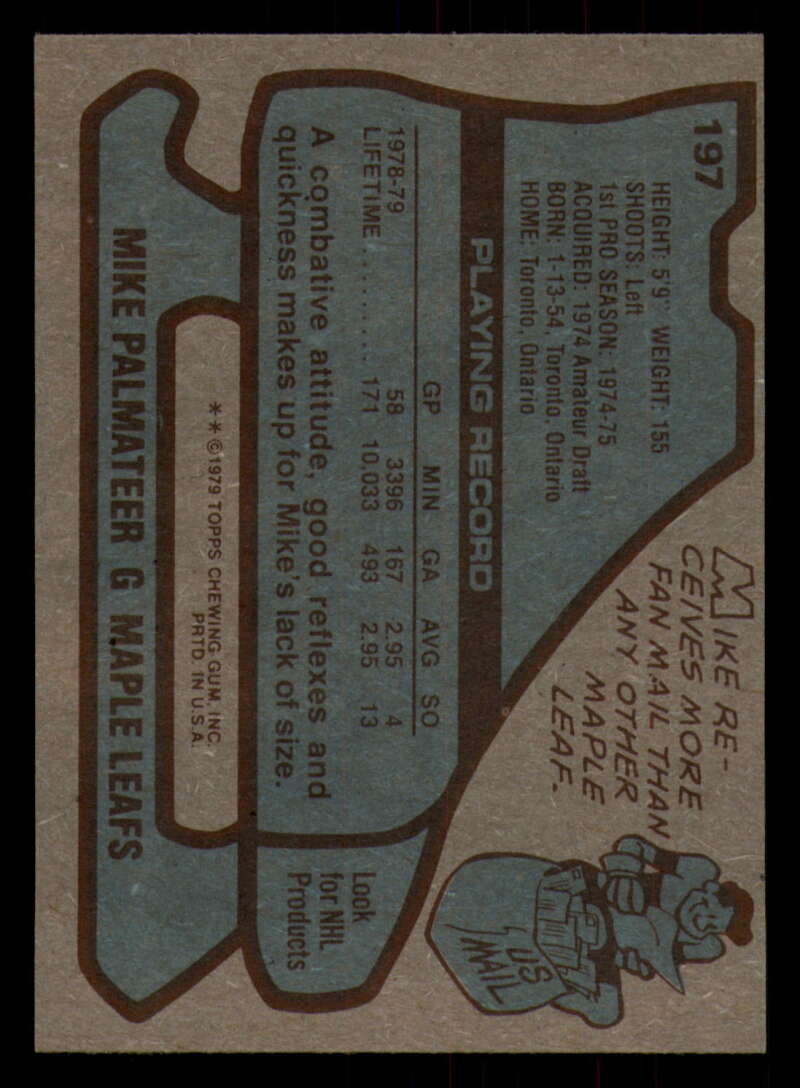 197
HEIGHT: 5'9" WEIGHT: 155
SHOOTS: Left
1st PRO SEASON: 1974-75
ACQUIRED: 1974 Amateur Draft
BORN: 1-13-54, Toronto, Ontario
HOME: Toronto, Ontario
MIKE RE-
CEIVES MORE
FAN MAIL THAN
ANY OTHER
MAPLE
LEAF.
US
MAIL
PLAYING RECORD
GP MIN GA AVG SO
1978-79 58 3396 167 2.95 4
LIFETIME ........ 171 10,033 493 2.95 13
A combative attitude, good reflexes and
quickness makes up for Mike's lack of size.
Look
for NHL
Products
**©1979 TOPPS CHEWING GUM, INC.
PRTD. IN U.S.A.
MIKE PALMATEER G MAPLE LEAFS